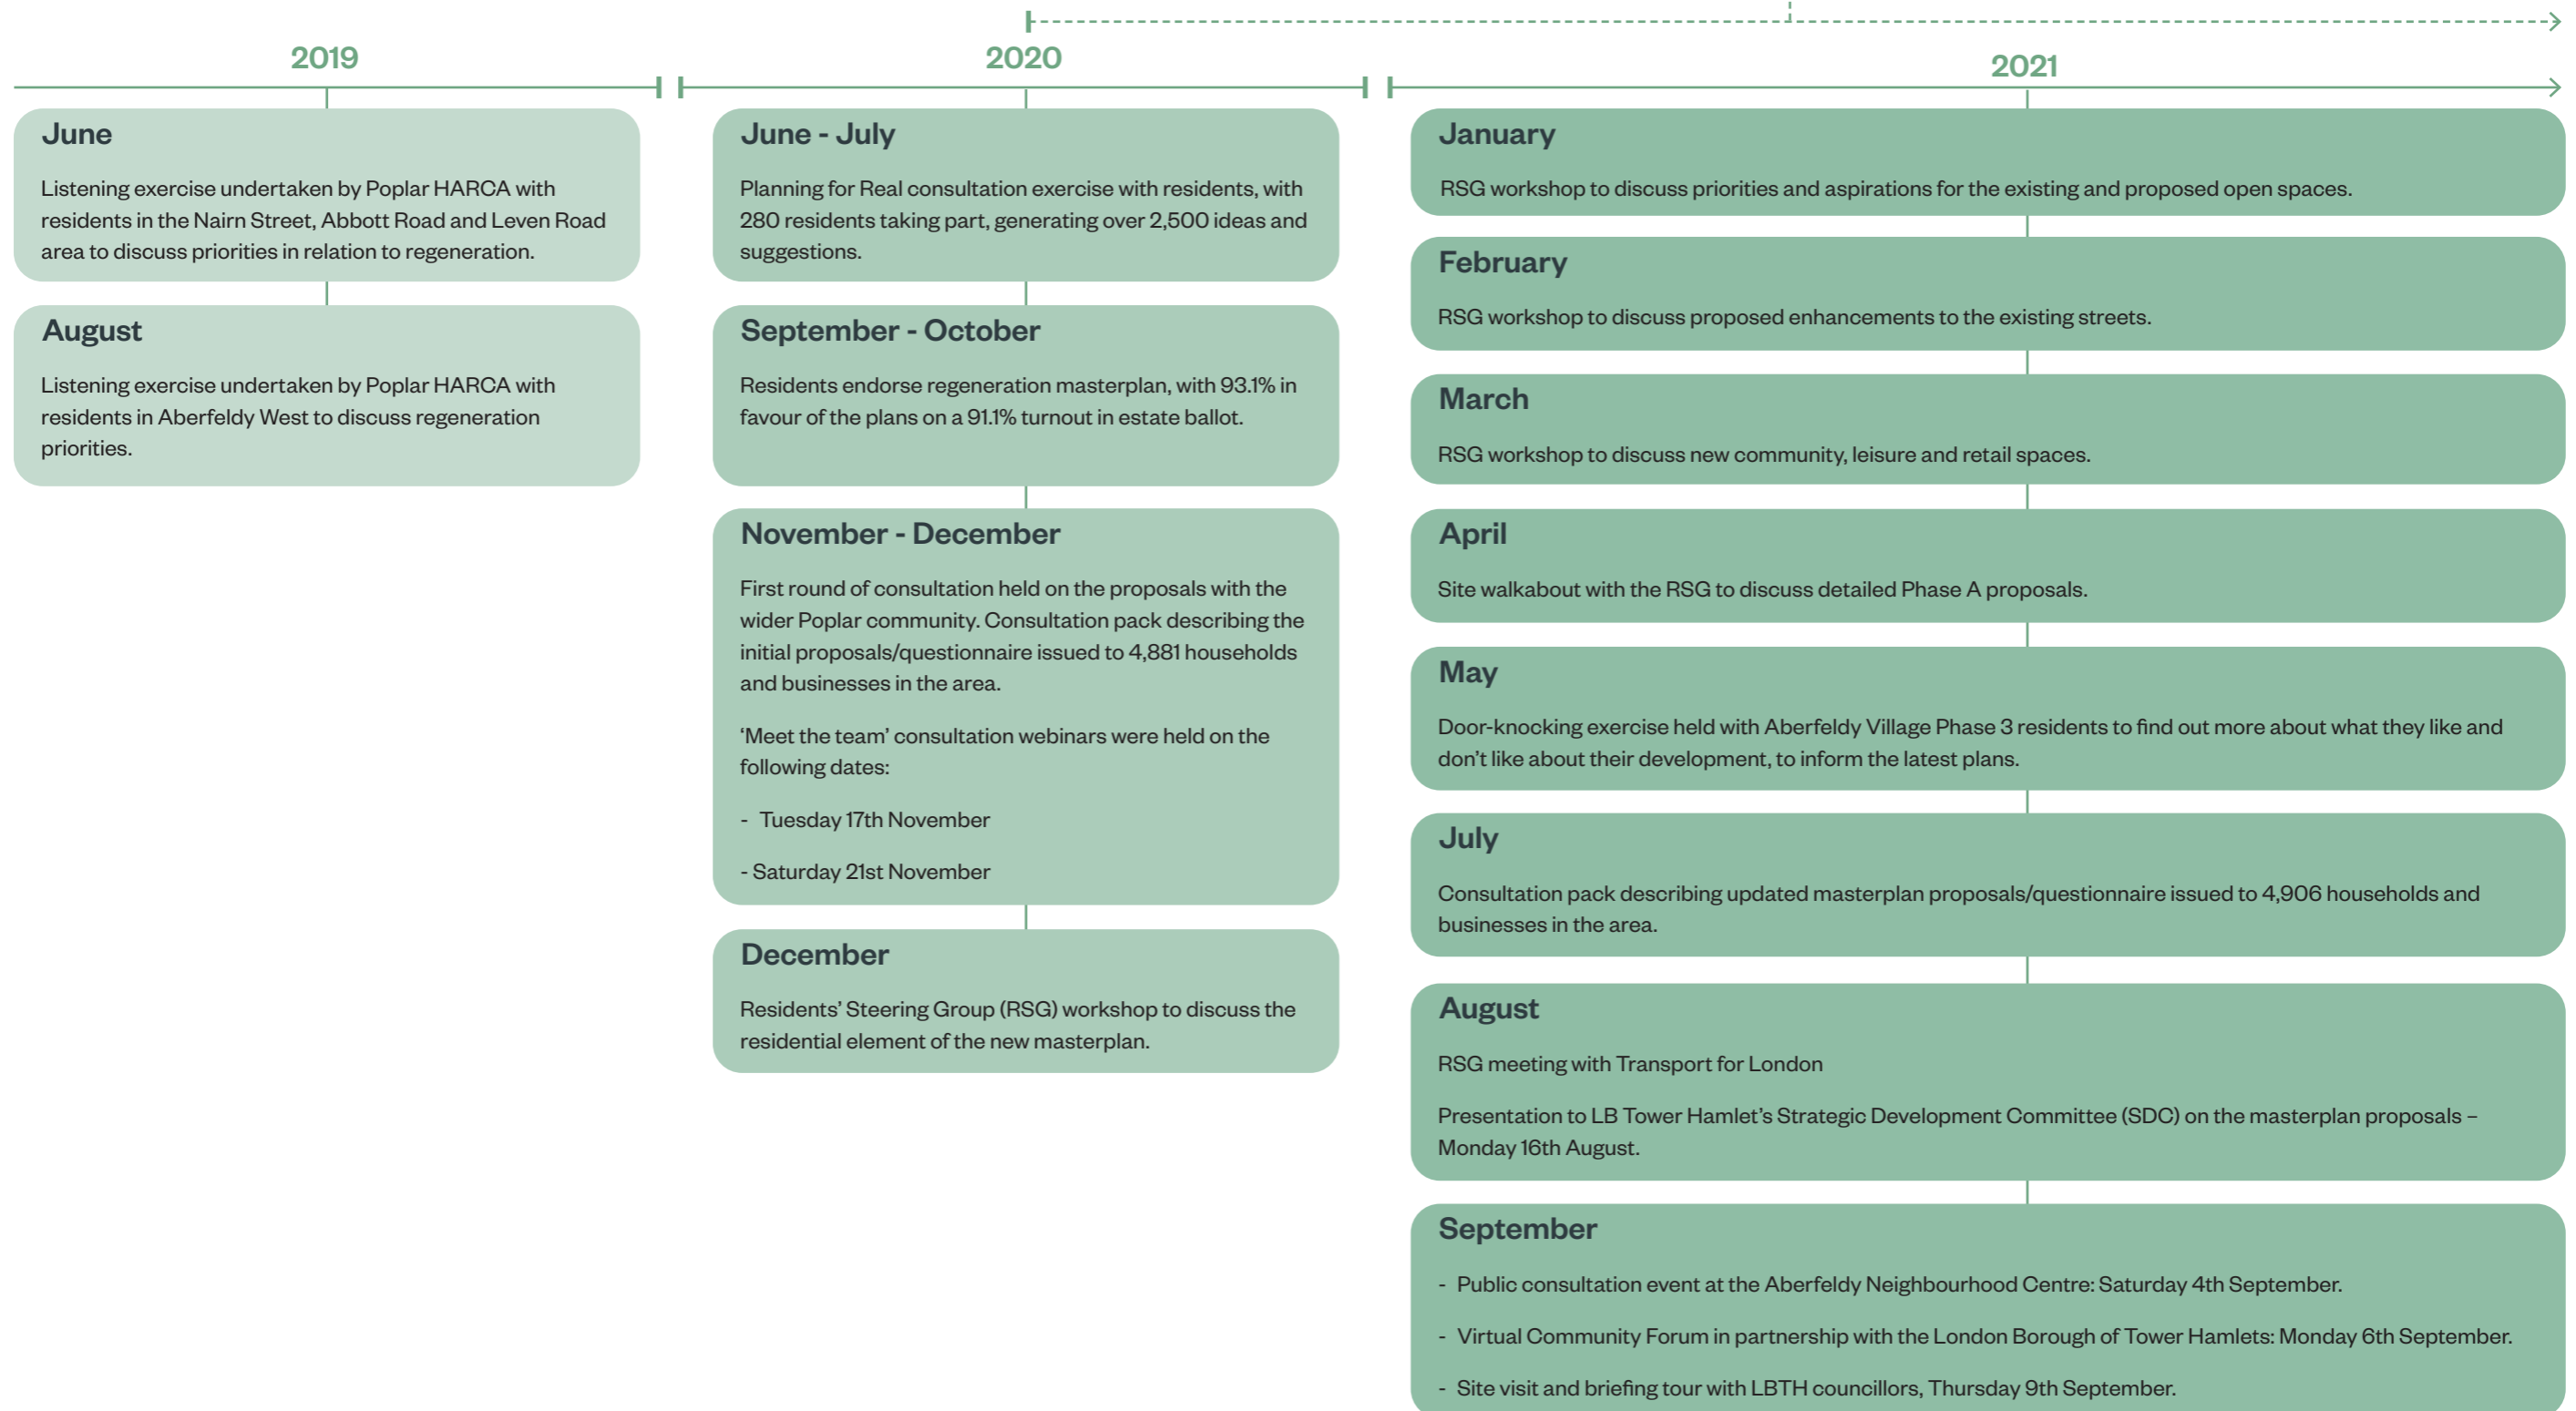 2019
June
Listening exercise undertaken by Poplar HARCA with
residents in the Nairn Street, Abbott Road and Leven Road
area to discuss priorities in relation to regeneration.
August
Listening exercise undertaken by Poplar HARCA with
residents in Aberfeldy West to discuss regeneration
priorities.
2020
June - July
Planning for Real consultation exercise with residents, with
280 residents taking part, generating over 2,500 ideas and
suggestions.
September - October
Residents endorse regeneration masterplan, with 93.1% in
favour of the plans on a 91.1% turnout in estate ballot.
November - December
First round of consultation held on the proposals with the
wider Poplar community. Consultation pack describing the
initial proposals/questionnaire issued to 4,881 households
and businesses in the area.
‘Meet the team’ consultation webinars were held on the
following dates:
- Tuesday 17th November
- Saturday 21st November
December
Residents’ Steering Group (RSG) workshop to discuss the
residential element of the new masterplan.
2021
January
RSG workshop to discuss priorities and aspirations for the existing and proposed open spaces.
February
RSG workshop to discuss proposed enhancements to the existing streets.
March
RSG workshop to discuss new community, leisure and retail spaces.
April
Site walkabout with the RSG to discuss detailed Phase A proposals.
May
Door-knocking exercise held with Aberfeldy Village Phase 3 residents to find out more about what they like and
don’t like about their development, to inform the latest plans.
July
Consultation pack describing updated masterplan proposals/questionnaire issued to 4,906 households and
businesses in the area.
August
RSG meeting with Transport for London
Presentation to LB Tower Hamlet’s Strategic Development Committee (SDC) on the masterplan proposals –
Monday 16th August.
September
- Public consultation event at the Aberfeldy Neighbourhood Centre: Saturday 4th September.
- Virtual Community Forum in partnership with the London Borough of Tower Hamlets: Monday 6th September.
- Site visit and briefing tour with LBTH councillors, Thursday 9th September.